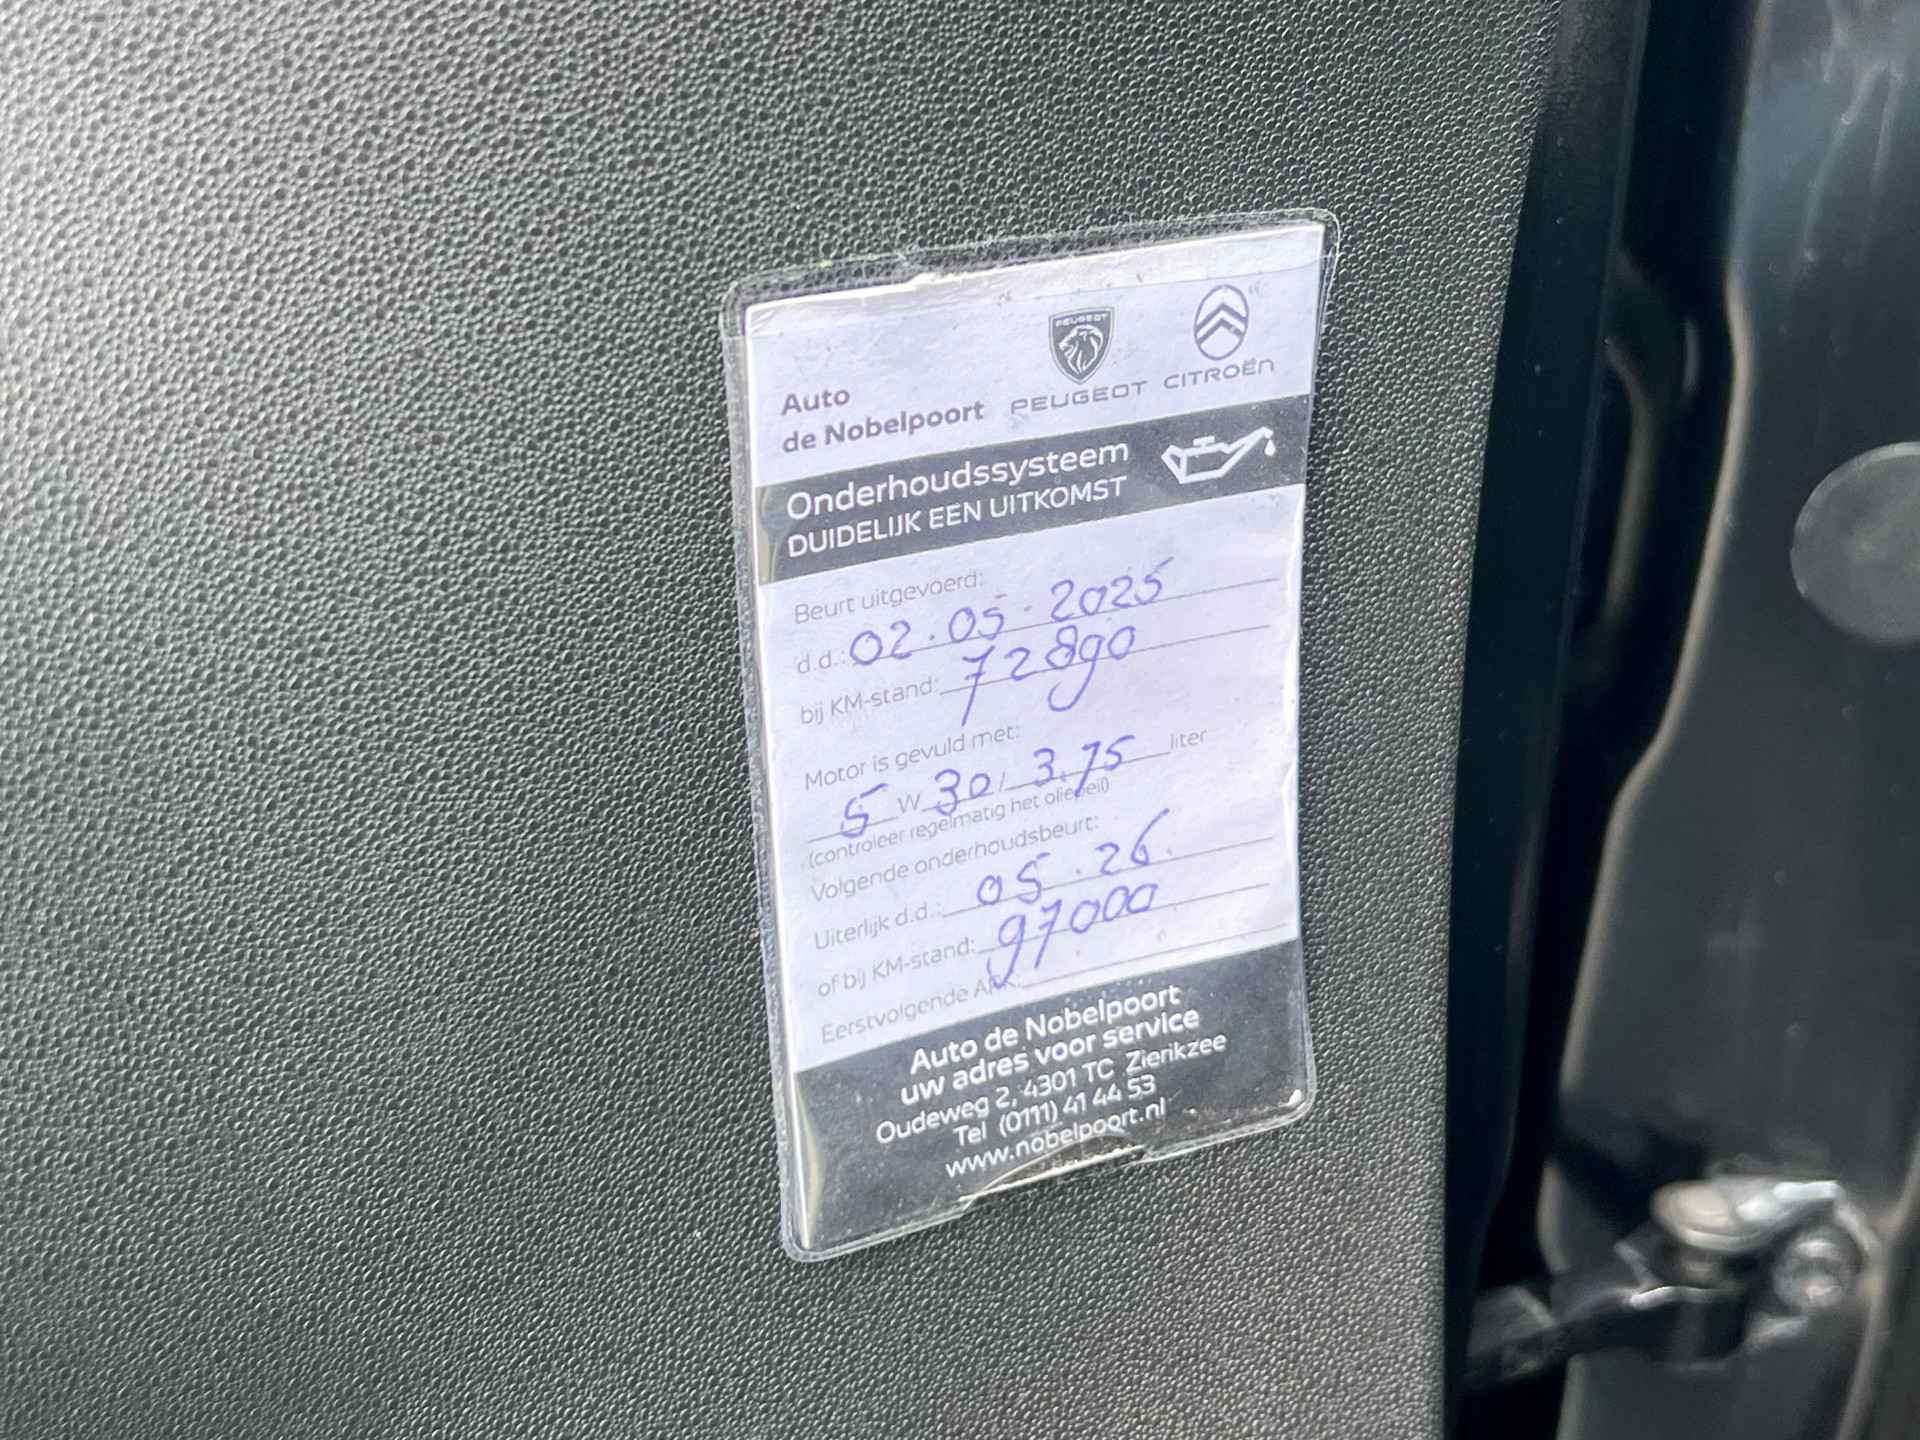 PEUGEOT
Auto
de Nobelpoort
PEUGEOT
CITROËN
Onderhoudssysteem
DUIDELIJK EEN UITKOMST
Beurt uitgevoerd:
d.d.: 02.05.2025
bij KM-stand: 72890
Motor is gevuld met:
5 W 30 / 3.75 liter
(controleer regelmatig het oliepeil)
Volgende onderhoudsbeurt:
Uiterlijk d.d.: 05.26.
of bij KM-stand: 97000
Eerstvolgende APK:
Auto de Nobelpoort
uw adres voor service
Oudeweg 2, 4301 TC Zierikzee
Tel (0111) 41 44 53
www.nobelpoort.nl